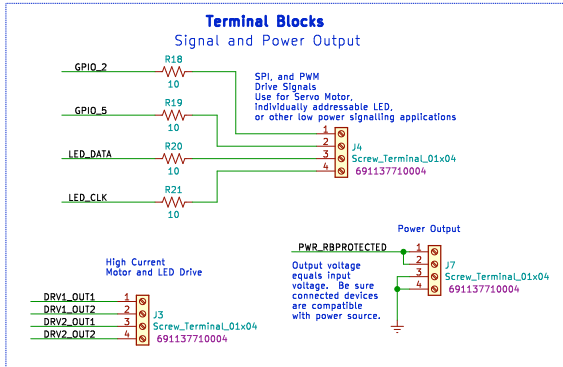 Terminal Blocks
Signal and Power Output
GPIO_2
R18
10
GPIO_5
R19
10
LED_DATA
R20
10
LED_CLK
R21
10
SPI, and PWM
Drive Signals
Use for Servo Motor,
individually addressable LED,
or other low power signalling applications
1
2
3
4
J4
Screw_Terminal_01x04
691137710004
High Current
Motor and LED Drive
DRV1_OUT1
DRV1_OUT2
DRV2_OUT1
DRV2_OUT2
1
2
3
4
J3
Screw_Terminal_01x04
691137710004
Power Output
PWR_RBPROTECTED
Output voltage
equals input
voltage. Be sure
connected devices
are compatible
with power source.
1
2
3
4
J7
Screw_Terminal_01x04
691137710004